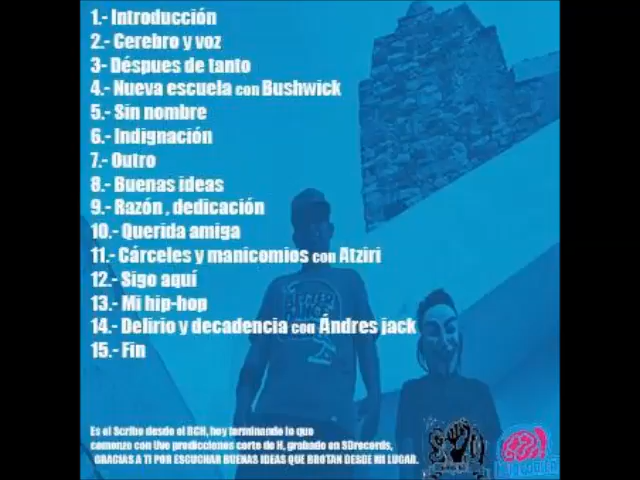 1.- Introducción
2.- Cerebro y voz
3- Déspues de tanto
4.- Nueva escuela con Bushwick
5.- Sin nombre
6.- Indignación
7.- Outro
8.- Buenas ideas
9.- Razón , dedicación
10.- Querida amiga
11.- Cárceles y manicomios con Atziri
12.- Sigo aquí
13.- Mi hip-hop
14.- Delirio y decadencia con Ándres jack
15.- Fin
Es el Scribo desde el BCH, hoy terminando lo que
comenzo con Uve predicciones corte de H, grabado en SDrecords,
GRACIAS A TI POR ESCUCHAR BUENAS IDEAS QUE BROTAN DESDE MI LUGAR.